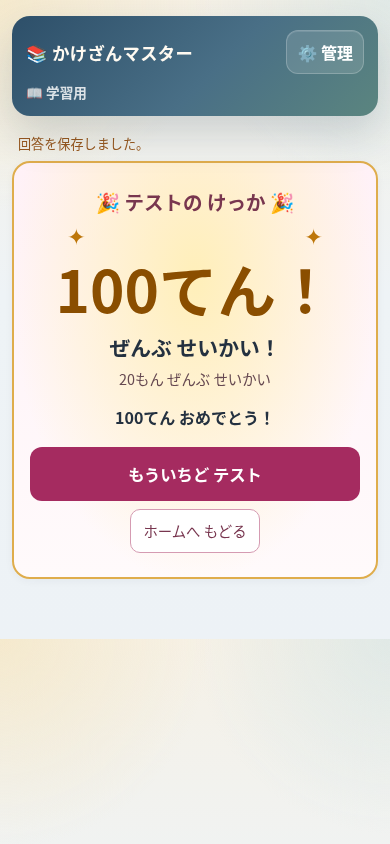 📚 かけざんマスター
⚙️ 管理
📖 学習用
回答を保存しました。
🎉 テストの けっか 🎉
100てん！
ぜんぶ せいかい！
20もん ぜんぶ せいかい
100てん おめでとう！
もういちど テスト
ホームへ もどる